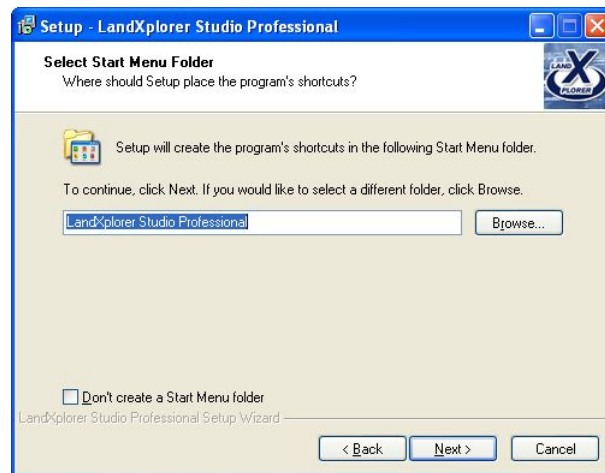 Setup - LandXplorer Studio Professional
Select Start Menu Folder
Where should Setup place the program's shortcuts?
LAND
X
PLORER
Setup will create the program's shortcuts in the following Start Menu folder.
To continue, click Next. If you would like to select a different folder, click Browse.
LandXplorer Studio Professional
Browse...
Don't create a Start Menu folder
LandXplorer Studio Professional Setup Wizard
< Back Next > Cancel